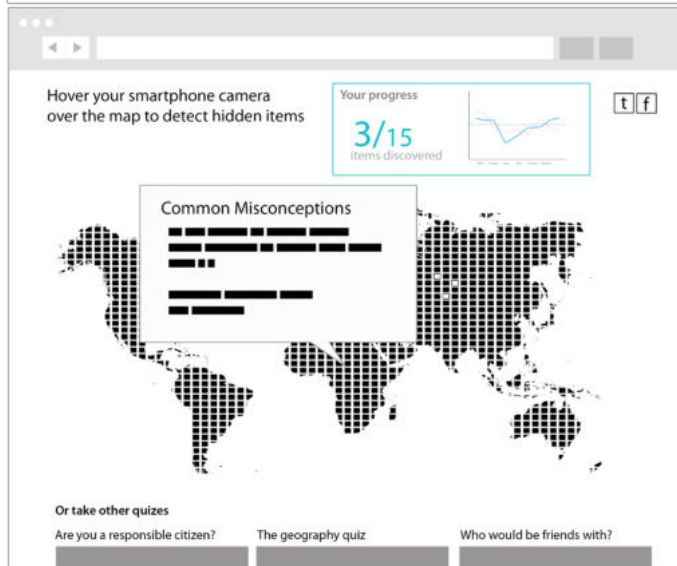 Hover your smartphone camera
over the map to detect hidden items
Your progress
3/15
items discovered
t f
Common Misconceptions
Or take other quizes
Are you a responsible citizen?
The geography quiz
Who would be friends with?